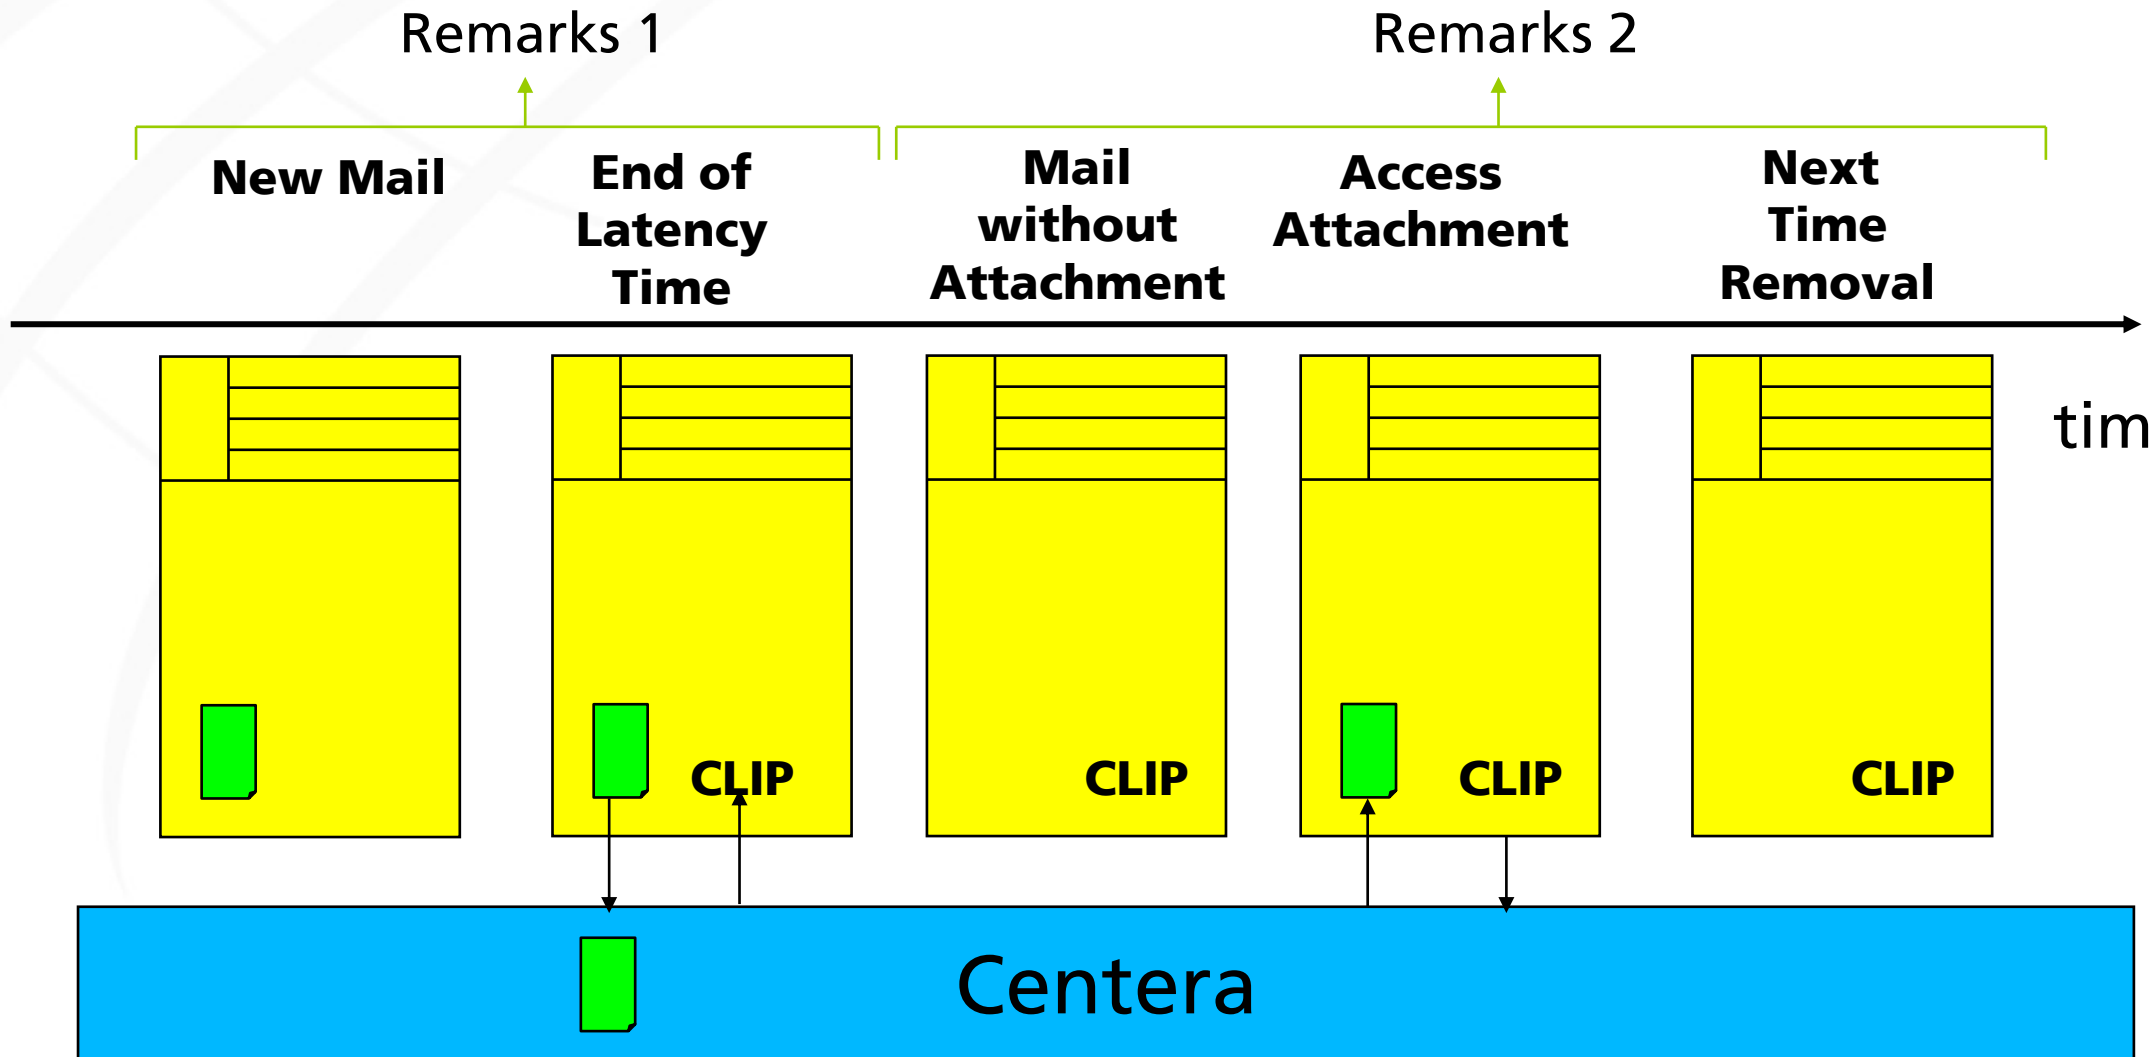 Remarks 1
Remarks 2
New Mail
End of
Latency
Time
Mail
without
Attachment
Access
Attachment
Next
Time
Removal
tim
CLIP
CLIP
CLIP
CLIP
Centera